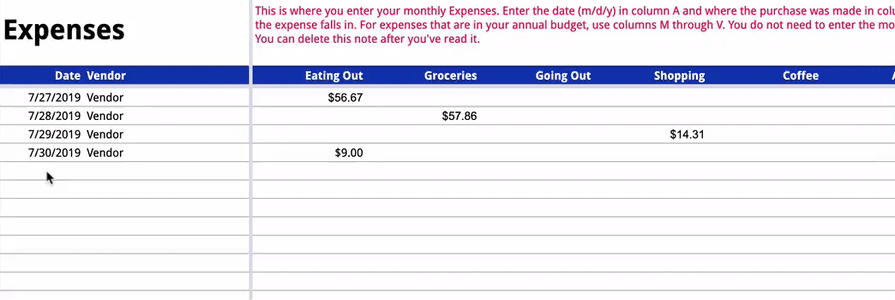 Expenses
This is where you enter your monthly Expenses. Enter the date (m/d/y) in column A and where the purchase was made in
the expense falls in. For expenses that are in your annual budget, use columns M through V. You do not need to enter the
You can delete this note after you've read it.
Date Vendor Eating Out Groceries Going Out Shopping Coffee
7/27/2019 Vendor $56.67
7/28/2019 Vendor $57.86
7/29/2019 Vendor $14.31
7/30/2019 Vendor $9.00